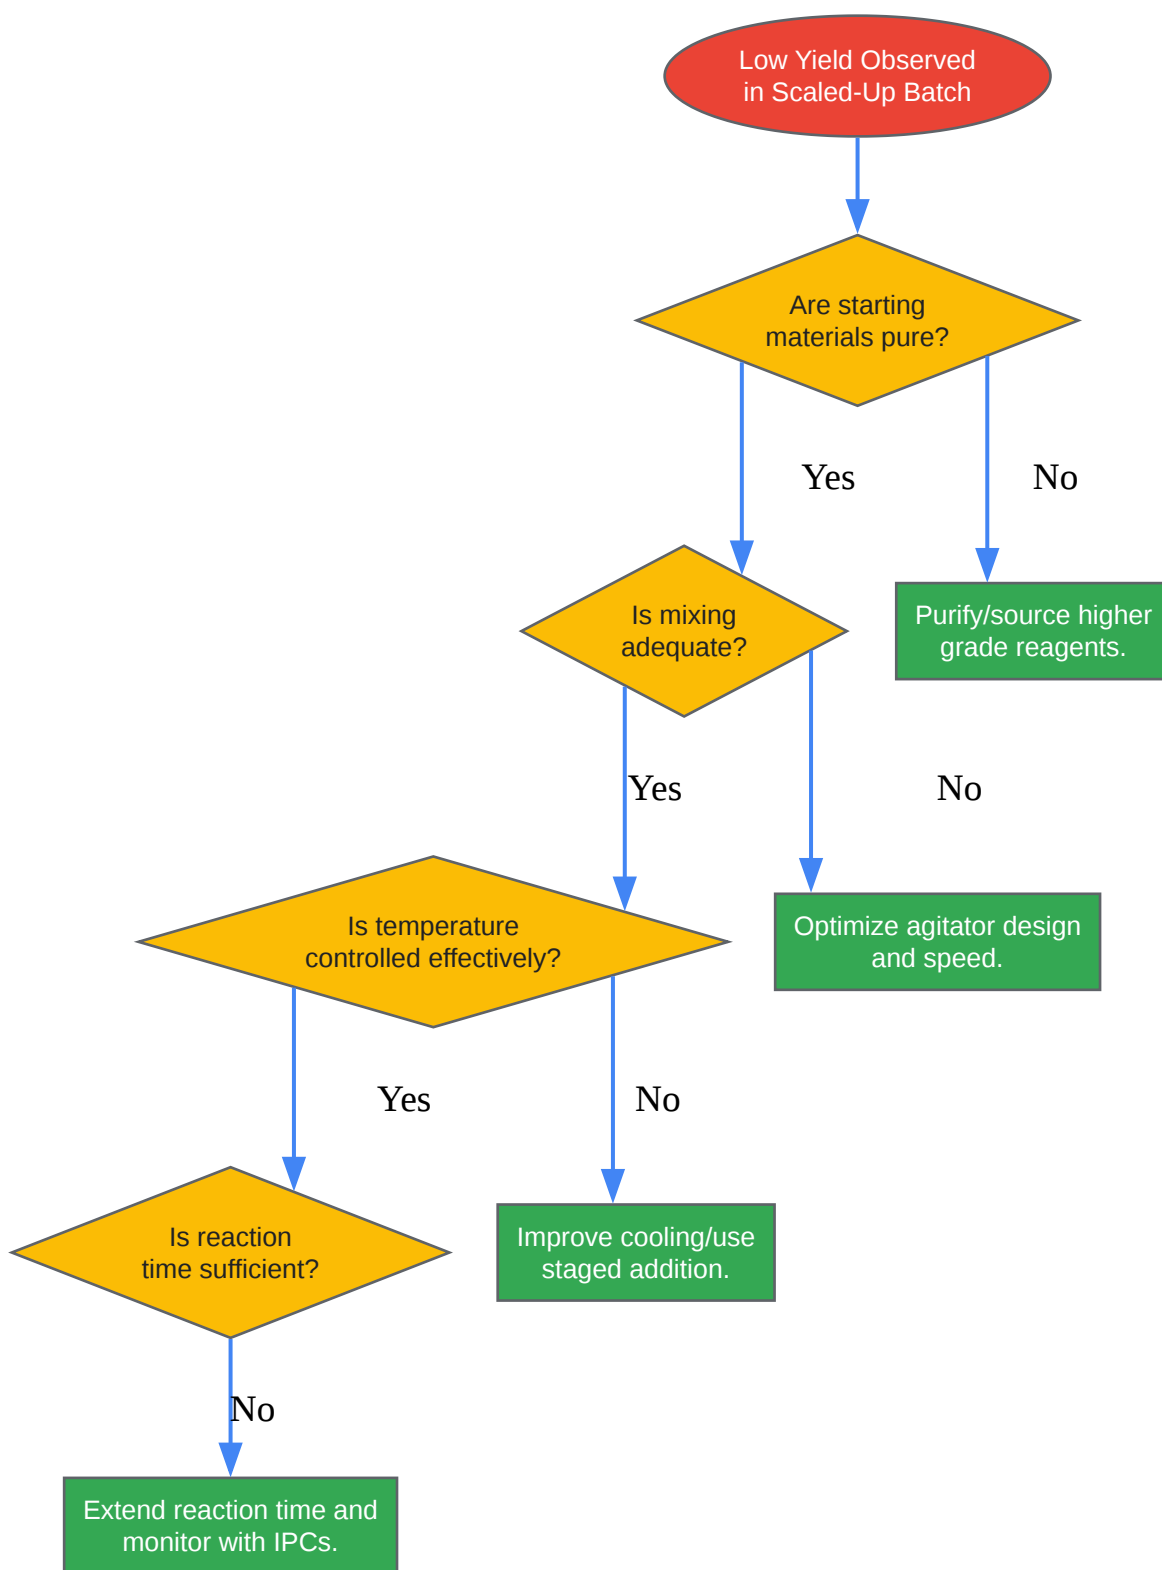 Low Yield Observed
in Scaled-Up Batch
Are starting
materials pure?
Yes
No
Is mixing
adequate?
Purify/source higher
grade reagents.
Yes
No
Is temperature
controlled effectively?
Optimize agitator design
and speed.
Yes
No
Is reaction
time sufficient?
Improve cooling/use
staged addition.
No
Extend reaction time and
monitor with IPCs.